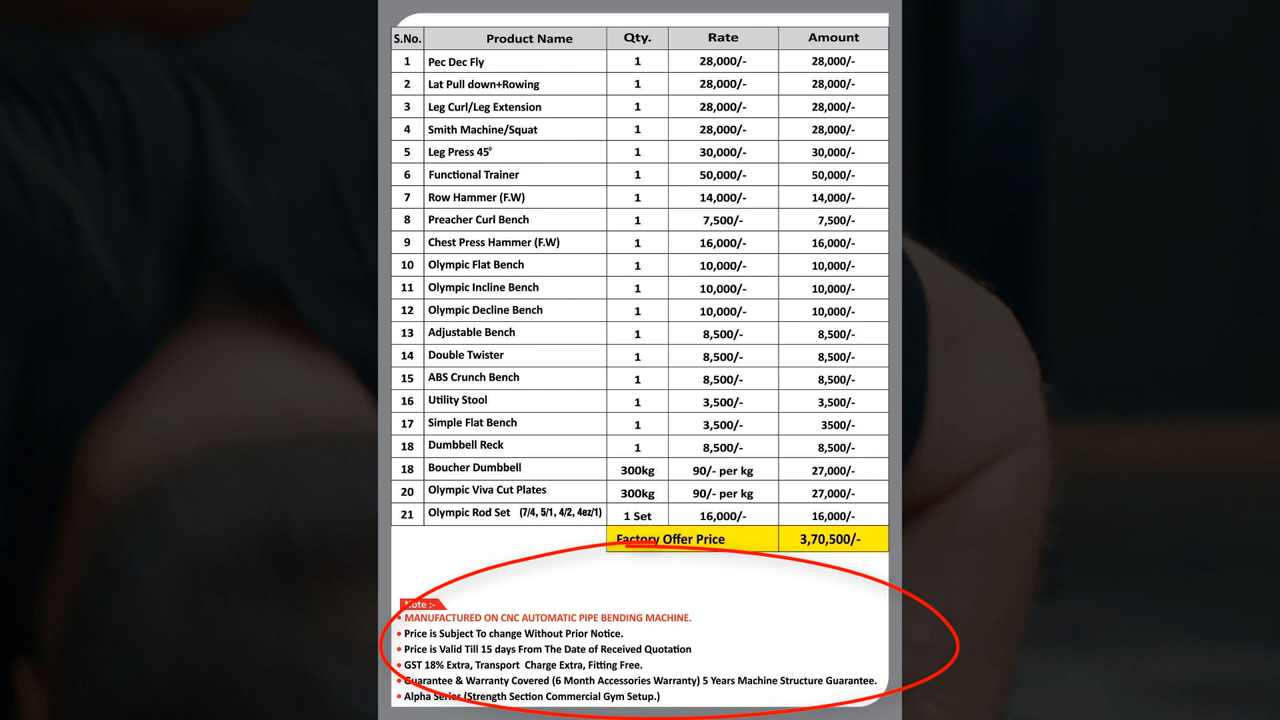 S.No. Product Name Qty. Rate Amount
1 Pec Dec Fly 1 28,000/- 28,000/-
2 Lat Pull down+Rowing 1 28,000/- 28,000/-
3 Leg Curl/Leg Extension 1 28,000/- 28,000/-
4 Smith Machine/Squat 1 28,000/- 28,000/-
5 Leg Press 45⁰ 1 30,000/- 30,000/-
6 Functional Trainer 1 50,000/- 50,000/-
7 Row Hammer (F.W) 1 14,000/- 14,000/-
8 Preacher Curl Bench 1 7,500/- 7,500/-
9 Chest Press Hammer (F.W) 1 16,000/- 16,000/-
10 Olympic Flat Bench 1 10,000/- 10,000/-
11 Olympic Incline Bench 1 10,000/- 10,000/-
12 Olympic Decline Bench 1 10,000/- 10,000/-
13 Adjustable Bench 1 8,500/- 8,500/-
14 Double Twister 1 8,500/- 8,500/-
15 ABS Crunch Bench 1 8,500/- 8,500/-
16 Utility Stool 1 3,500/- 3,500/-
17 Simple Flat Bench 1 3,500/- 3500/-
18 Dumbbell Reck 1 8,500/- 8,500/-
18 Boucher Dumbbell 300kg 90/- per kg 27,000/-
20 Olympic Viva Cut Plates 300kg 90/- per kg 27,000/-
21 Olympic Rod Set (7/4, 5/1, 4/2, 4ez/1) 1 Set 16,000/- 16,000/-
Factory Offer Price 3,70,500/-
Note :-
• MANUFACTURED ON CNC AUTOMATIC PIPE BENDING MACHINE.
• Price is Subject To change Without Prior Notice.
• Price is Valid Till 15 days From The Date of Received Quotation
• GST 18% Extra, Transport Charge Extra, Fitting Free.
• Guarantee & Warranty Covered (6 Month Accessories Warranty) 5 Years Machine Structure Guarantee.
• Alpha Series (Strength Section Commercial Gym Setup.)